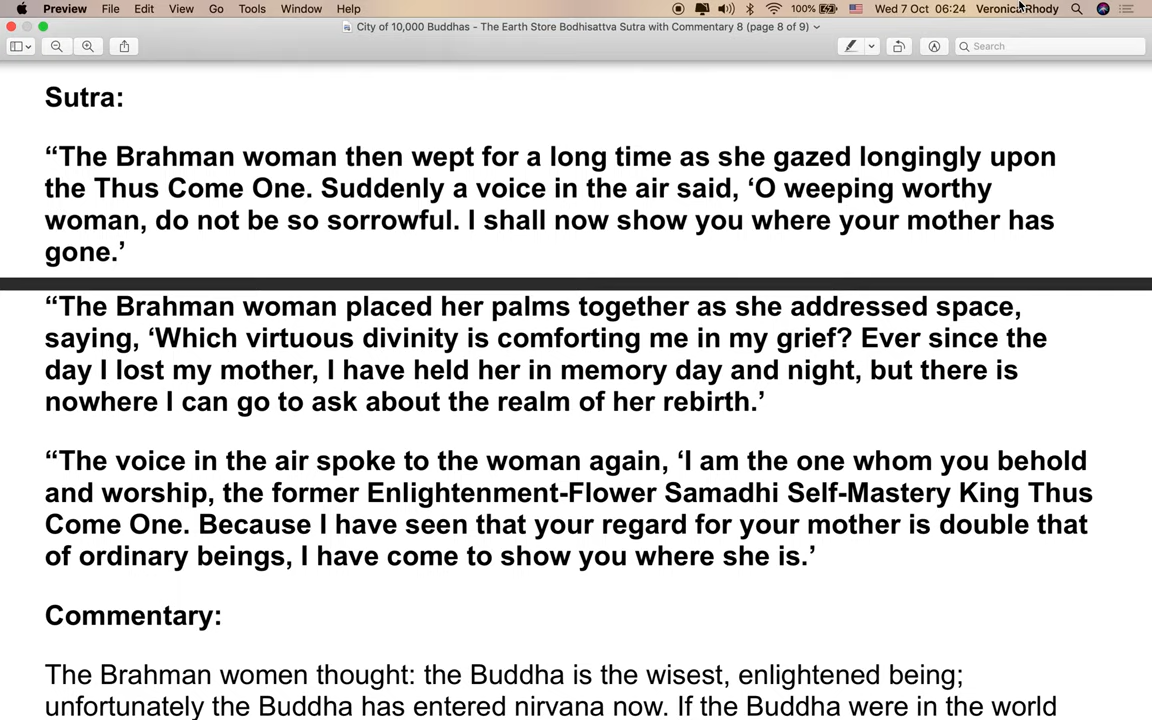 Preview File Edit View Go Tools Window Help 100% Wed 7 Oct 06:24 Veronica Rhody
City of 10,000 Buddhas - The Earth Store Bodhisattva Sutra with Commentary 8 (page 8 of 9)
Search
Sutra:
“The Brahman woman then wept for a long time as she gazed longingly upon
the Thus Come One. Suddenly a voice in the air said, ‘O weeping worthy
woman, do not be so sorrowful. I shall now show you where your mother has
gone.’
“The Brahman woman placed her palms together as she addressed space,
saying, ‘Which virtuous divinity is comforting me in my grief? Ever since the
day I lost my mother, I have held her in memory day and night, but there is
nowhere I can go to ask about the realm of her rebirth.’
“The voice in the air spoke to the woman again, ‘I am the one whom you behold
and worship, the former Enlightenment-Flower Samadhi Self-Mastery King Thus
Come One. Because I have seen that your regard for your mother is double that
of ordinary beings, I have come to show you where she is.’
Commentary:
The Brahman women thought: the Buddha is the wisest, enlightened being;
unfortunately the Buddha has entered nirvana now. If the Buddha were in the world